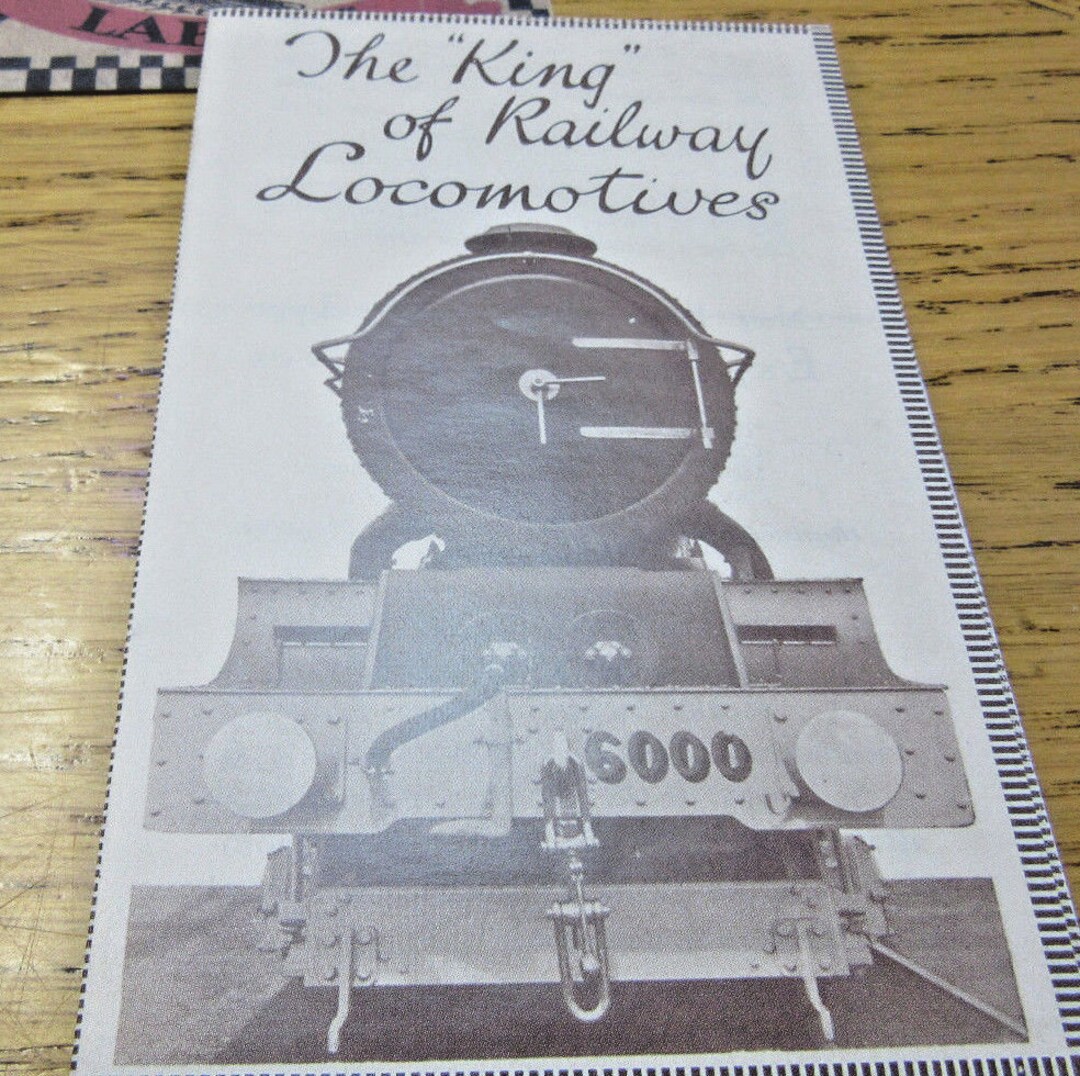 The "King"
of Railway
Locomotives
6000